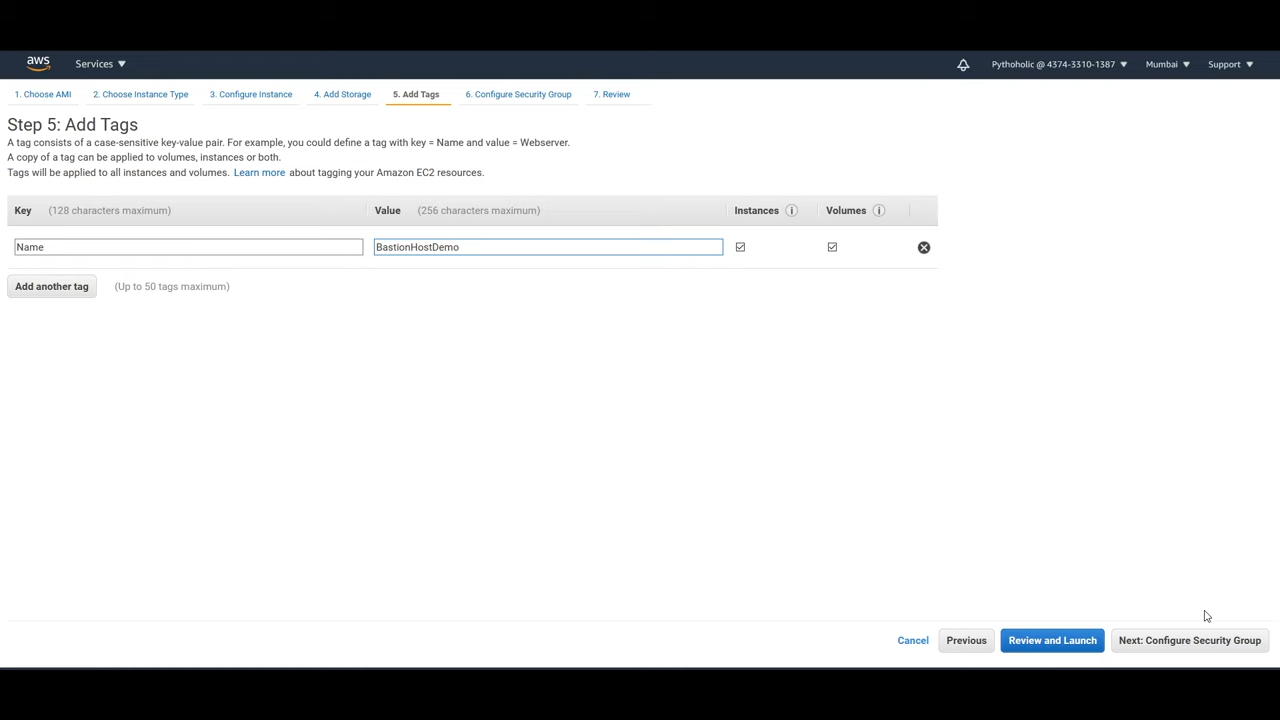 aws Services Pythoholic @ 4374-3310-1387 Mumbai Support
1. Choose AMI 2. Choose Instance Type 3. Configure Instance 4. Add Storage 5. Add Tags 6. Configure Security Group 7. Review
Step 5: Add Tags
A tag consists of a case-sensitive key-value pair. For example, you could define a tag with key = Name and value = Webserver.
A copy of a tag can be applied to volumes, instances or both.
Tags will be applied to all instances and volumes. Learn more about tagging your Amazon EC2 resources.
Key (128 characters maximum) Value (256 characters maximum) Instances i Volumes i
Name BastionHostDemo
Add another tag (Up to 50 tags maximum)
Cancel Previous Review and Launch Next: Configure Security Group